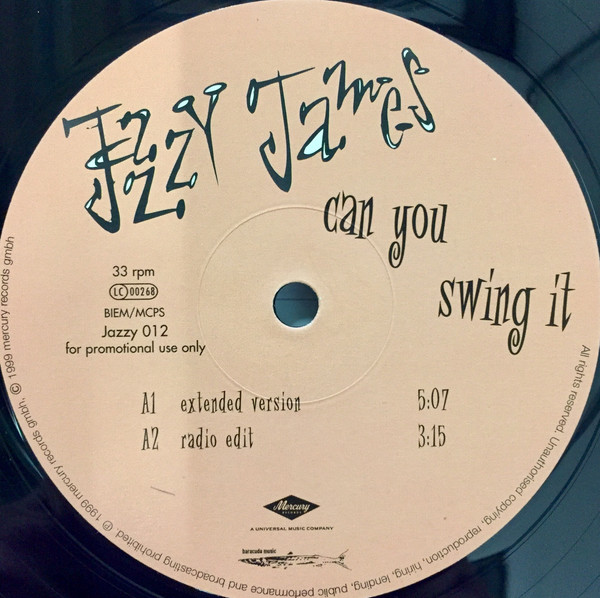 Jazzy James
can you
swing it
33 rpm
LC 00268
BIEM/MCPS
Jazzy 012
for promotional use only
A1 extended version 5:07
A2 radio edit 3:15
Mercury
RECORDS
A UNIVERSAL MUSIC COMPANY
baracuda music
℗ 1999 mercury records gmbh, © 1999 mercury records gmbh
All rights reserved. Unauthorised copying, reproduction, hiring, lending, public performance and broadcasting prohibited